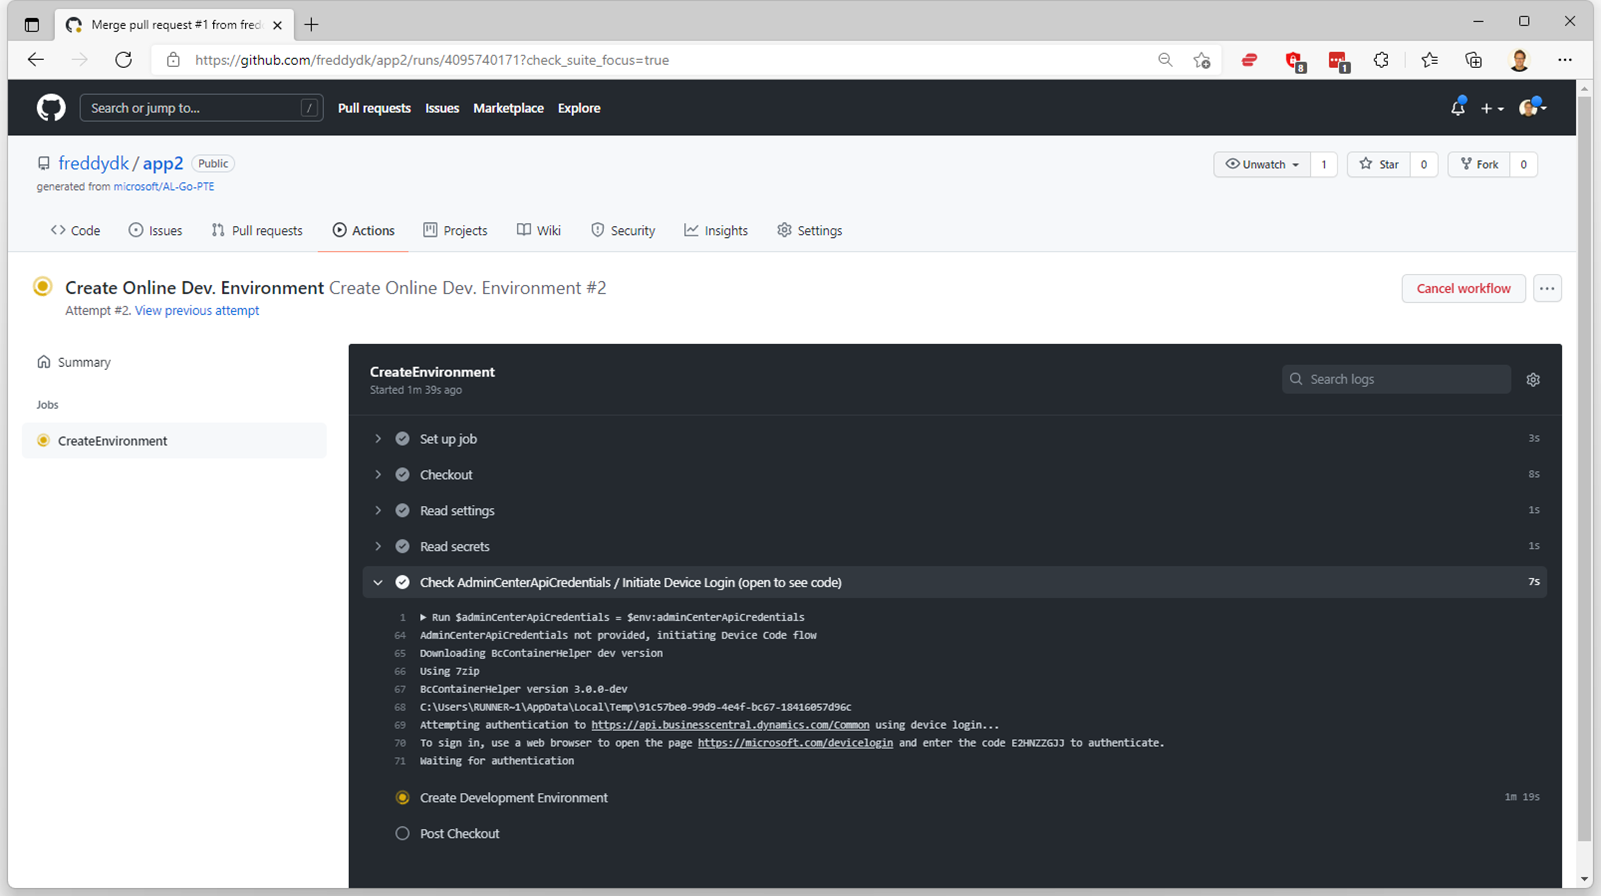 Merge pull request #1 from fred
https://github.com/freddydk/app2/runs/4095740171?check_suite_focus=true
8
1
Search or jump to...
/
Pull requests
Issues
Marketplace
Explore
freddydk / app2 Public
Unwatch 1
Star 0
Fork 0
generated from microsoft/AL-Go-PTE
Code
Issues
Pull requests
Actions
Projects
Wiki
Security
Insights
Settings
Create Online Dev. Environment Create Online Dev. Environment #2
Attempt #2. View previous attempt
Cancel workflow
Summary
Jobs
CreateEnvironment
CreateEnvironment
Started 1m 39s ago
Search logs
Set up job 3s
Checkout 8s
Read settings 1s
Read secrets 1s
Check AdminCenterApiCredentials / Initiate Device Login (open to see code) 7s
1 Run $adminCenterApiCredentials = $env:adminCenterApiCredentials
64 AdminCenterApiCredentials not provided, initiating Device Code flow
65 Downloading BcContainerHelper dev version
66 Using 7zip
67 BcContainerHelper version 3.0.0-dev
68 C:\Users\RUNNER~1\AppData\Local\Temp\91c57be0-99d9-4e4f-bc67-18416057d96c
69 Attempting authentication to https://api.businesscentral.dynamics.com/Common using device login...
70 To sign in, use a web browser to open the page https://microsoft.com/devicelogin and enter the code E2HNZZGJJ to authenticate.
71 Waiting for authentication
Create Development Environment 1m 19s
Post Checkout